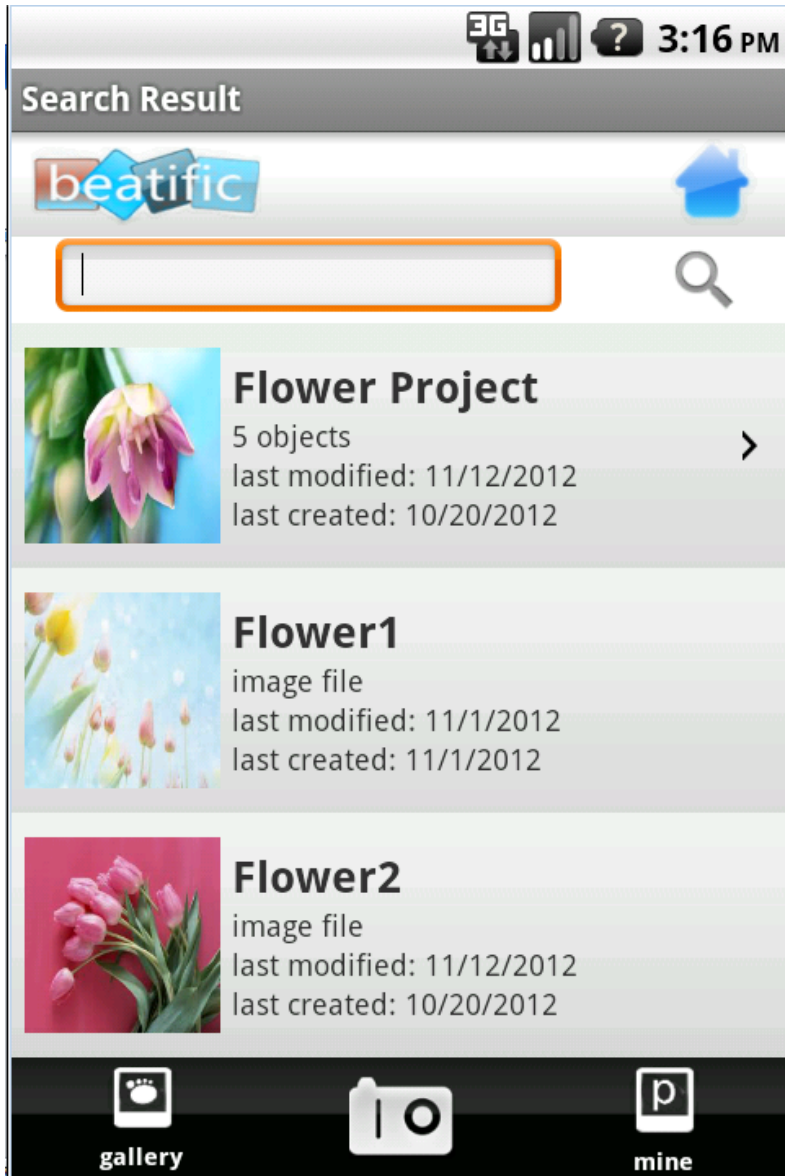 3G ? 3:16 PM
Search Result
beatific
Flower Project
5 objects
last modified: 11/12/2012
last created: 10/20/2012
Flower1
image file
last modified: 11/1/2012
last created: 11/1/2012
Flower2
image file
last modified: 11/12/2012
last created: 10/20/2012
p
gallery
mine